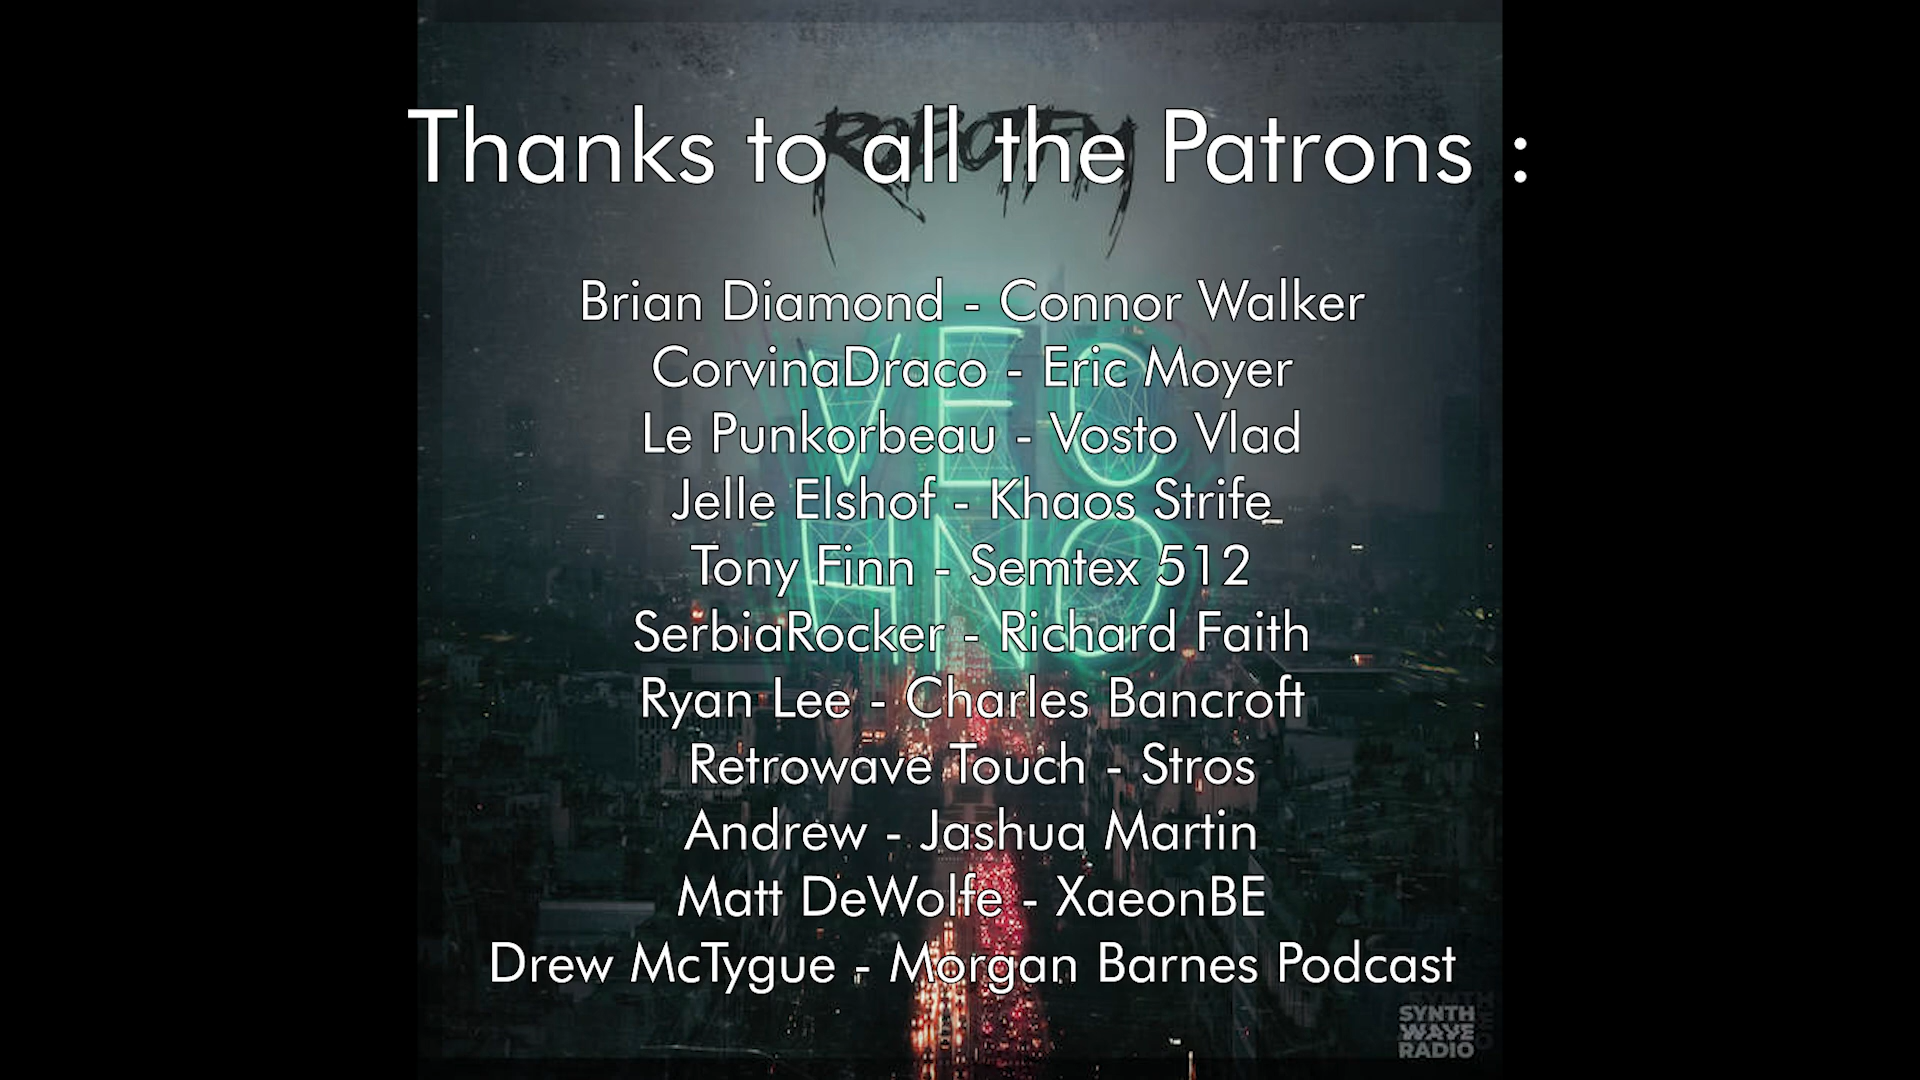 Thanks to all the Patrons :
ROBOTFM
Brian Diamond - Connor Walker
CorvinaDraco - Eric Moyer
Le Punkorbeau - Vosto Vlad
Jelle Elshof - Khaos Strife
Tony Finn - Semtex 512
SerbiaRocker - Richard Faith
Ryan Lee - Charles Bancroft
Retrowave Touch - Stros
Andrew - Jashua Martin
Matt DeWolfe - XaeonBE
Drew McTygue - Morgan Barnes Podcast
SYNTH
WAVE
RADIO